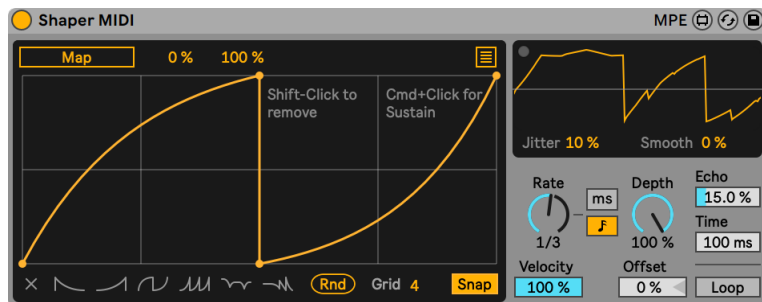 Shaper MIDI
MPE
Map 0 % 100 %
Shift-Click to
remove
Cmd+Click for
Sustain
Rnd Grid 4 Snap
Jitter 10 % Smooth 0 %
Rate
ms
1/3
Depth
100 %
Echo
15.0 %
Time
100 ms
Velocity
100 %
Offset
0 %
Loop